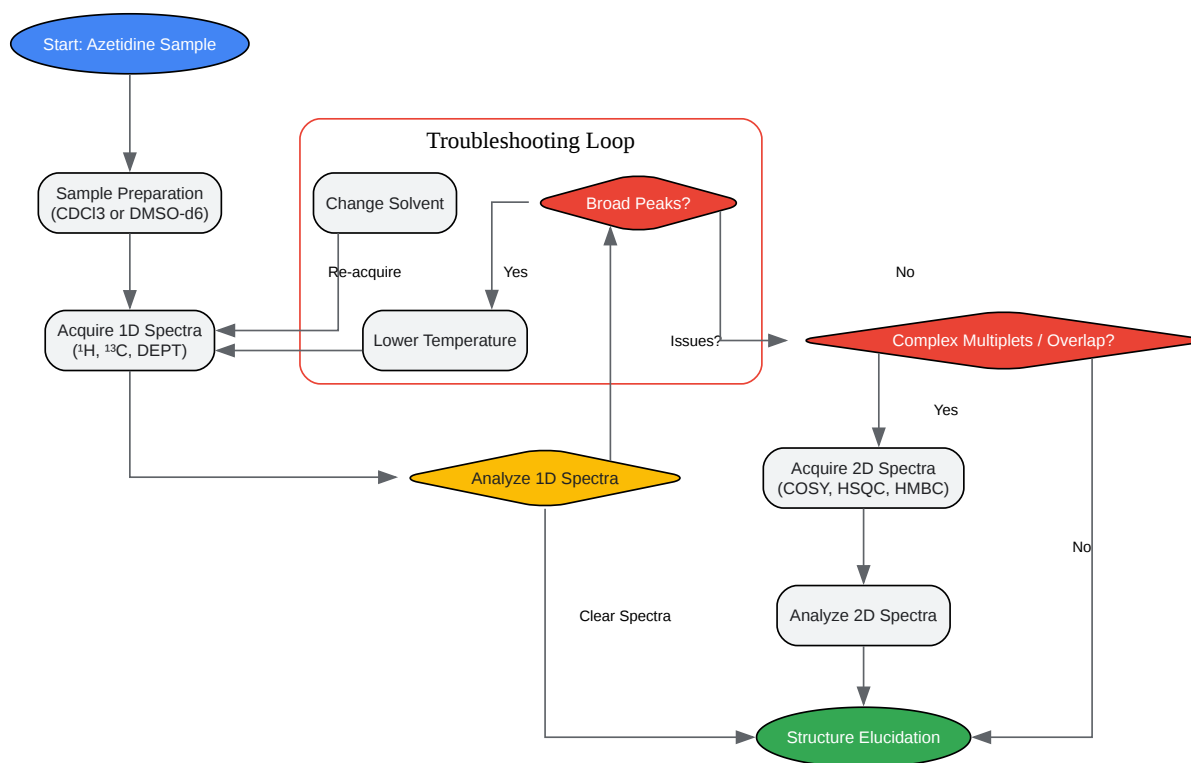 Start: Azetidine Sample
Troubleshooting Loop
Sample Preparation
(CDCl3 or DMSO-d6)
Change Solvent
Broad Peaks?
Re-acquire
Yes
No
Acquire 1D Spectra
(¹H, ¹³C, DEPT)
Lower Temperature
Issues?
Complex Multiplets / Overlap?
Yes
Analyze 1D Spectra
Acquire 2D Spectra
(COSY, HSQC, HMBC)
No
Clear Spectra
Analyze 2D Spectra
Structure Elucidation